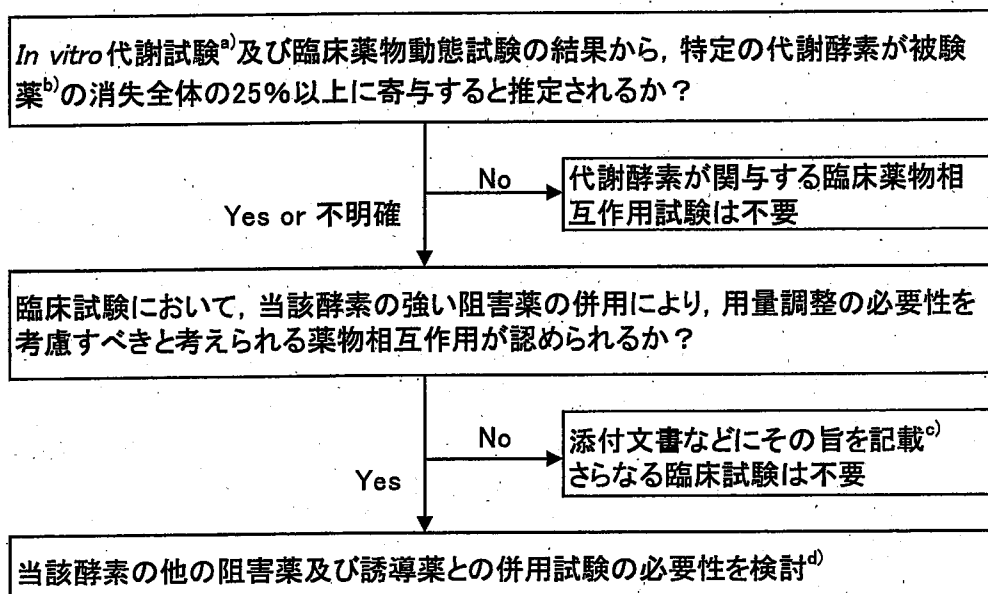 In vitro代謝試験a)及び臨床薬物動態試験の結果から，特定の代謝酵素が被験
薬b)の消失全体の25%以上に寄与すると推定されるか？
No
代謝酵素が関与する臨床薬物相
互作用試験は不要
Yes or 不明確
臨床試験において，当該酵素の強い阻害薬の併用により，用量調整の必要性を
考慮すべきと考えられる薬物相互作用が認められるか？
No
添付文書などにその旨を記載c)
さらなる臨床試験は不要
Yes
当該酵素の他の阻害薬及び誘導薬との併用試験の必要性を検討d)